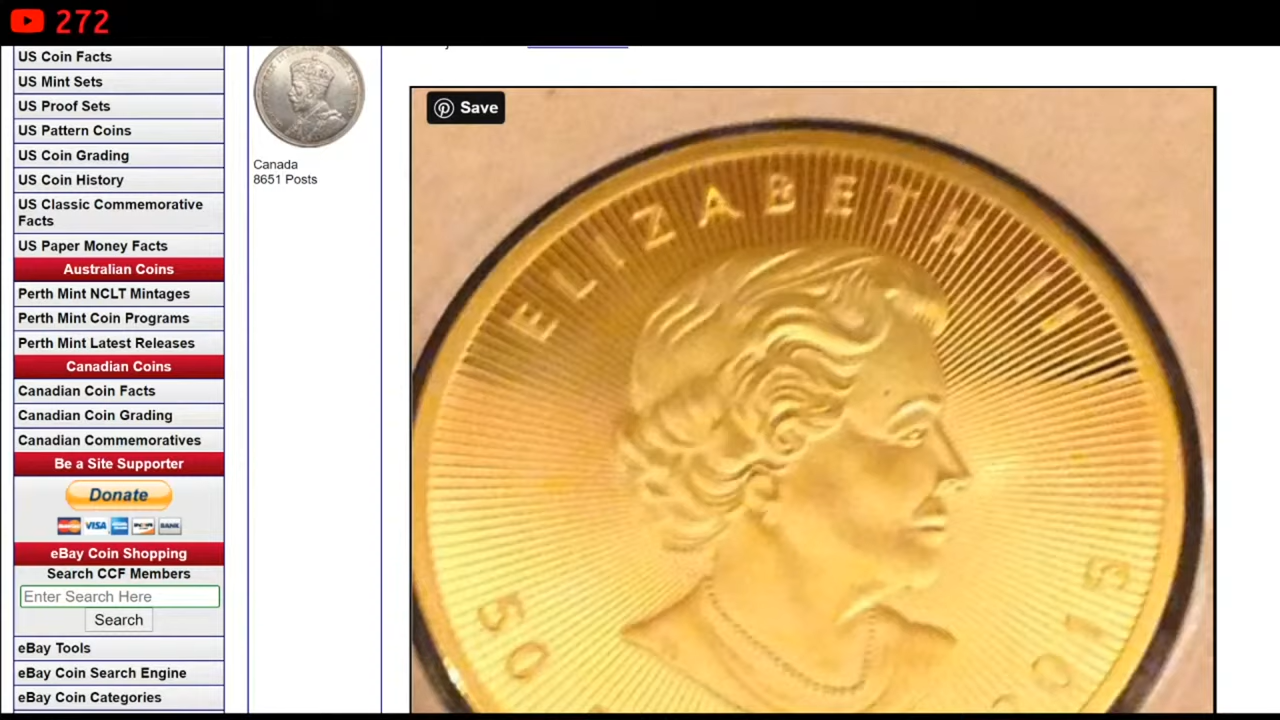 272
US Coin Facts
US Mint Sets
US Proof Sets
US Pattern Coins
US Coin Grading
US Coin History
US Classic Commemorative
Facts
US Paper Money Facts
Australian Coins
Perth Mint NCLT Mintages
Perth Mint Coin Programs
Perth Mint Latest Releases
Canadian Coins
Canadian Coin Facts
Canadian Coin Grading
Canadian Commemoratives
Be a Site Supporter
Donate
VISA
BANK
eBay Coin Shopping
Search CCF Members
Enter Search Here
Search
eBay Tools
eBay Coin Search Engine
eBay Coin Categories
Canada
8651 Posts
Save
ELIZABETH II
50
2015